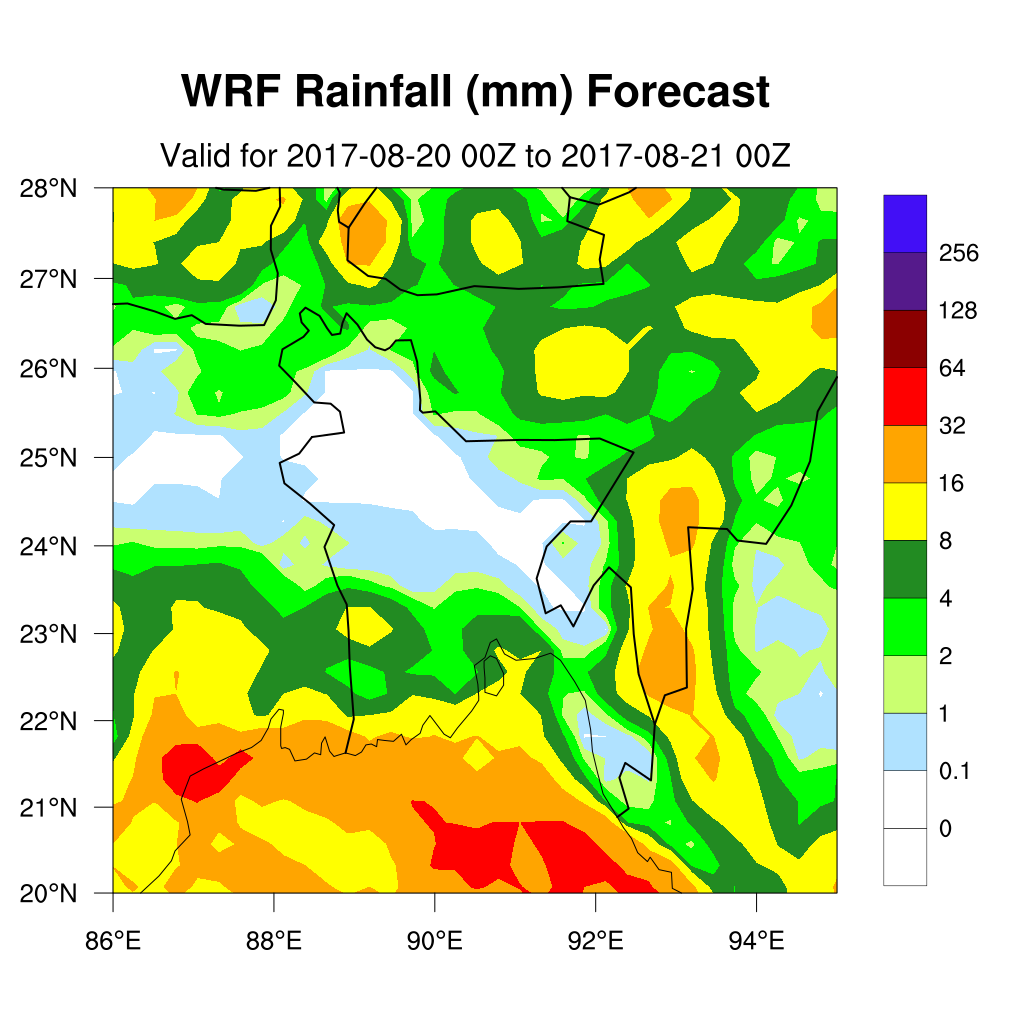 WRF Rainfall (mm) Forecast
Valid for 2017-08-20 00Z to 2017-08-21 00Z
28°N
27°N
26°N
25°N
24°N
23°N
22°N
21°N
20°N
86°E 88°E 90°E 92°E 94°E
256
128
64
32
16
8
4
2
1
0.1
0